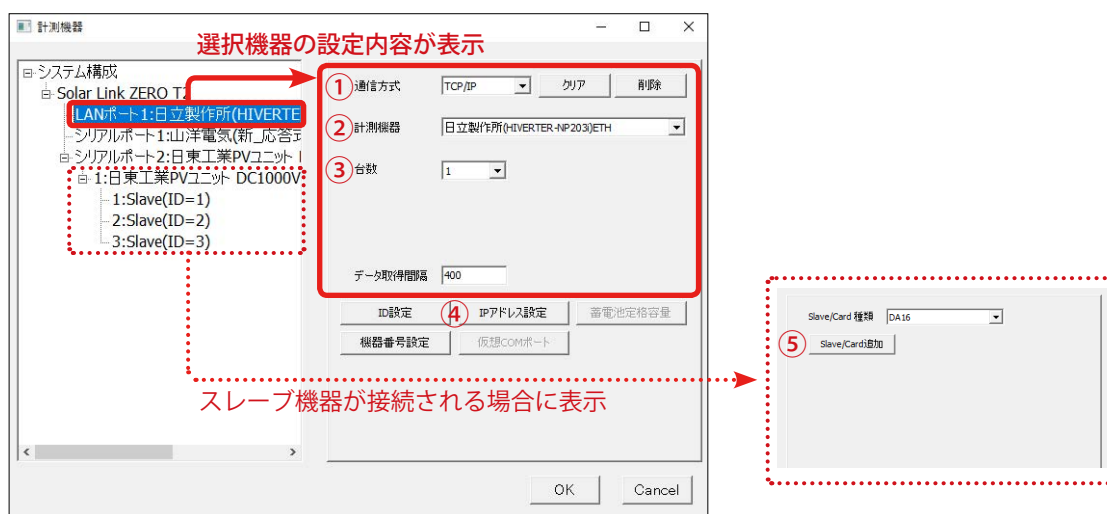 計測機器
選択機器の設定内容が表示
システム構成
Solar Link ZERO T2
LANポート1:日立製作所(HIVERTE
シリアルポート1:山洋電気(新_応答式
シリアルポート2:日東工業PVユニット
1:日東工業PVユニット DC1000V
1:Slave(ID=1)
2:Slave(ID=2)
3:Slave(ID=3)
① 通信方式 TCP/IP クリア 削除
② 計測機器 日立製作所(HIVERTER-NP203i)ETH
③ 台数 1
データ取得間隔 400
ID設定 ④ IPアドレス設定 蓄電池定格容量
機器番号設定 仮想COMポート
スレーブ機器が接続される場合に表示
OK Cancel
Slave/Card 種類 DA16
⑤ Slave/Card追加